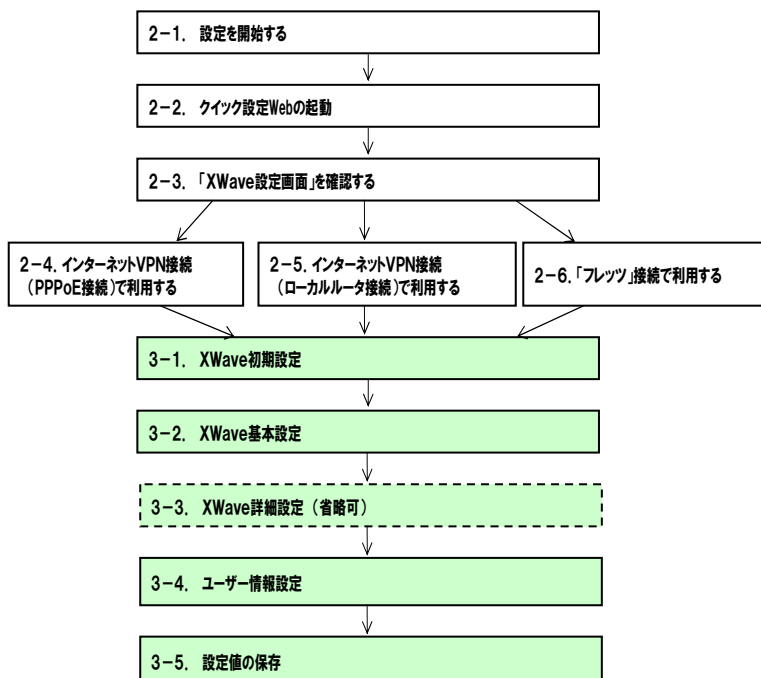 2−1. 設定を開始する
2−2. クイック設定Webの起動
2−3. 「XWave設定画面」を確認する
2−4. インターネットVPN接続
（PPPoE接続）で利用する
2−5. インターネットVPN接続
（ローカルルータ接続）で利用する
2−6. 「フレッツ」接続で利用する
3−1. XWave初期設定
3−2. XWave基本設定
3−3. XWave詳細設定（省略可）
3−4. ユーザー情報設定
3−5. 設定値の保存